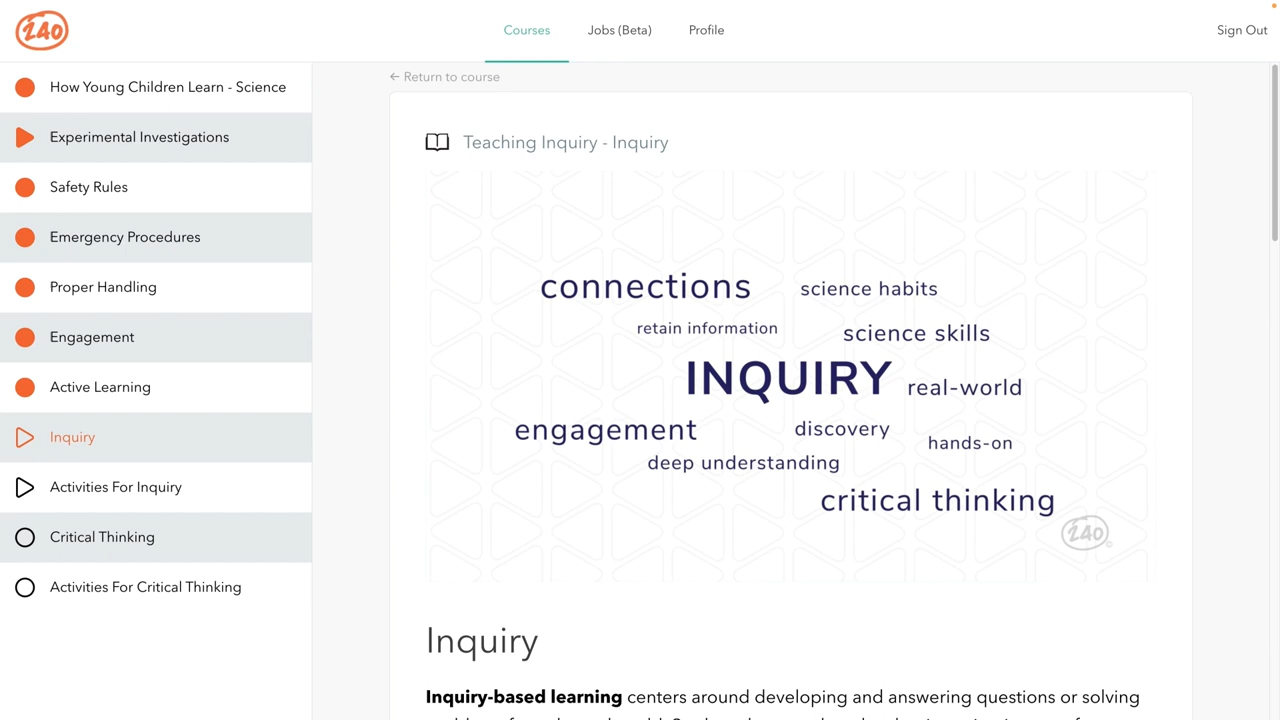 240
Courses
Jobs (Beta)
Profile
Sign Out
How Young Children Learn - Science
Experimental Investigations
Safety Rules
Emergency Procedures
Proper Handling
Engagement
Active Learning
Inquiry
Activities For Inquiry
Critical Thinking
Activities For Critical Thinking
← Return to course
Teaching Inquiry - Inquiry
connections
science habits
retain information
science skills
INQUIRY
real-world
engagement
discovery
hands-on
deep understanding
critical thinking
240
Inquiry
Inquiry-based learning centers around developing and answering questions or solving